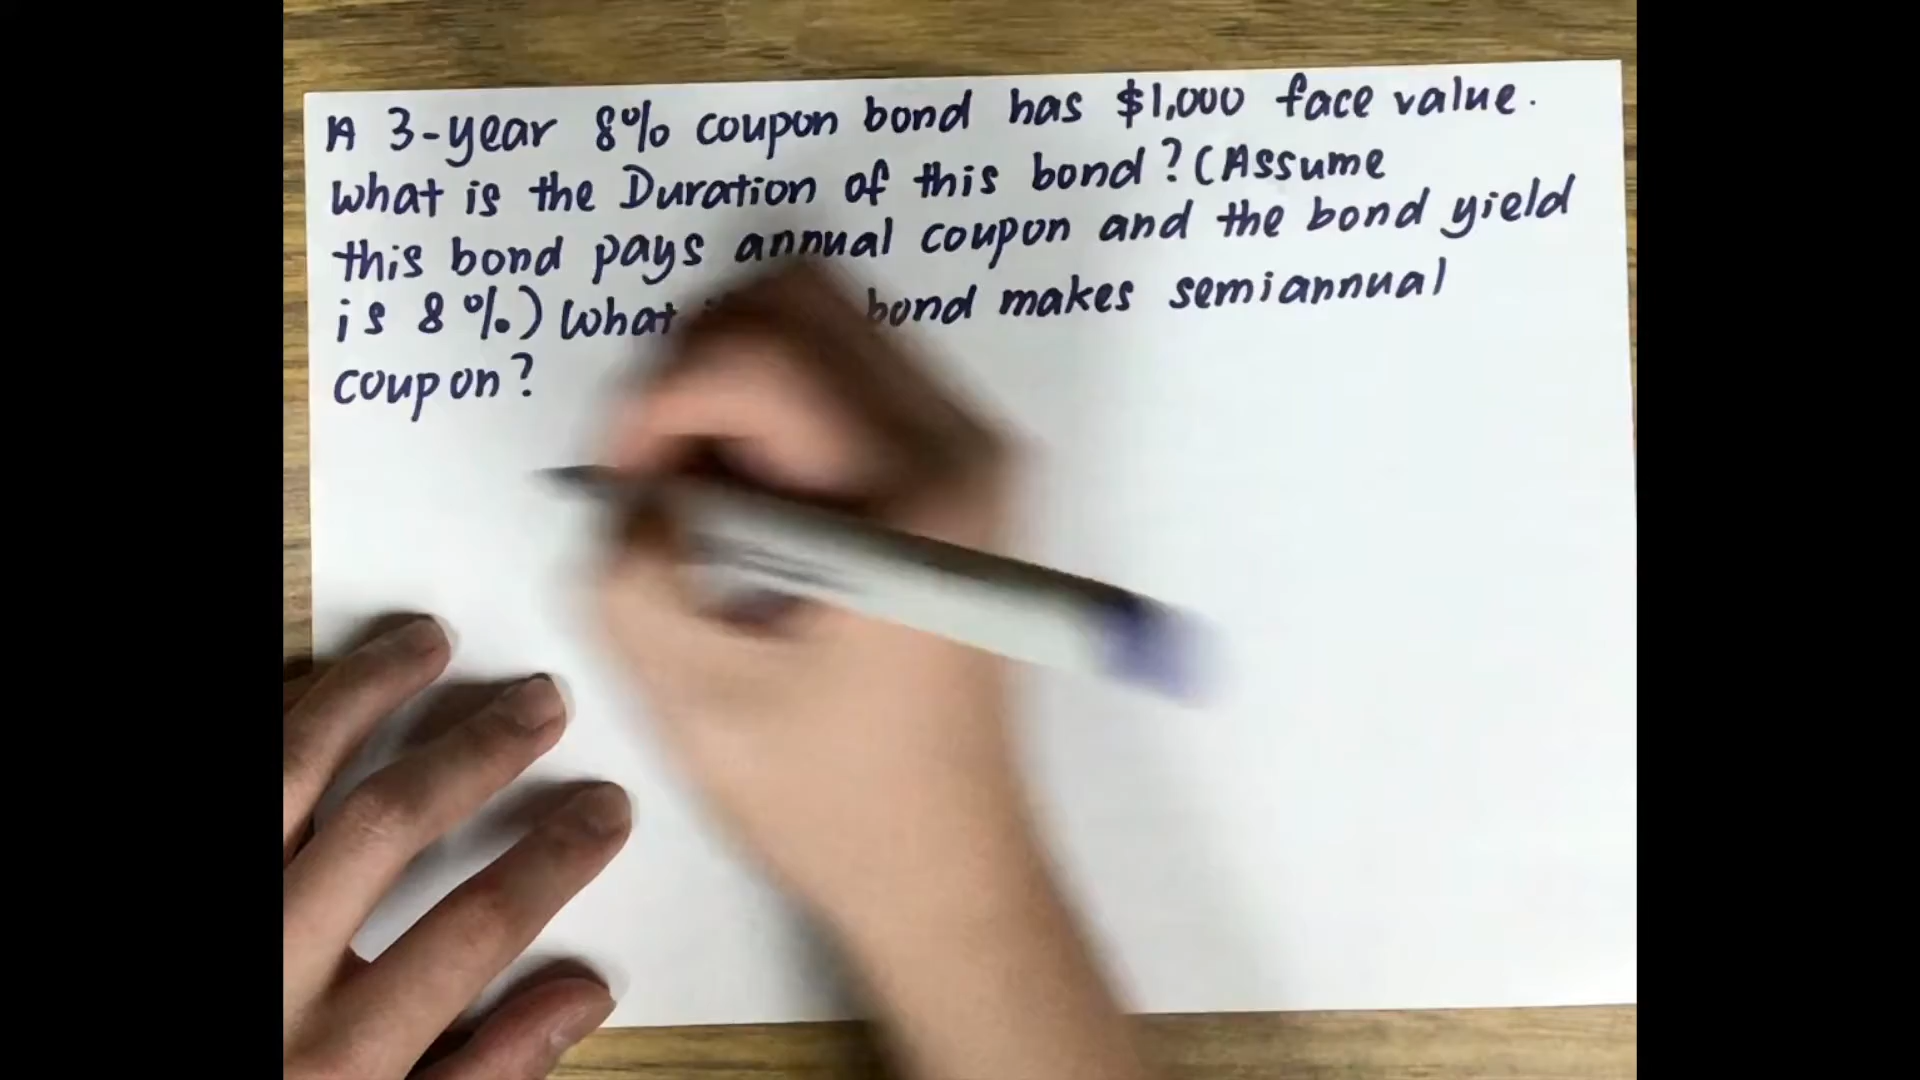 A 3-year 8% coupon bond has $1,000 face value.
What is the Duration of this bond? (Assume
this bond pays annual coupon and the bond yield
is 8%) What bond makes semiannual
coupon?